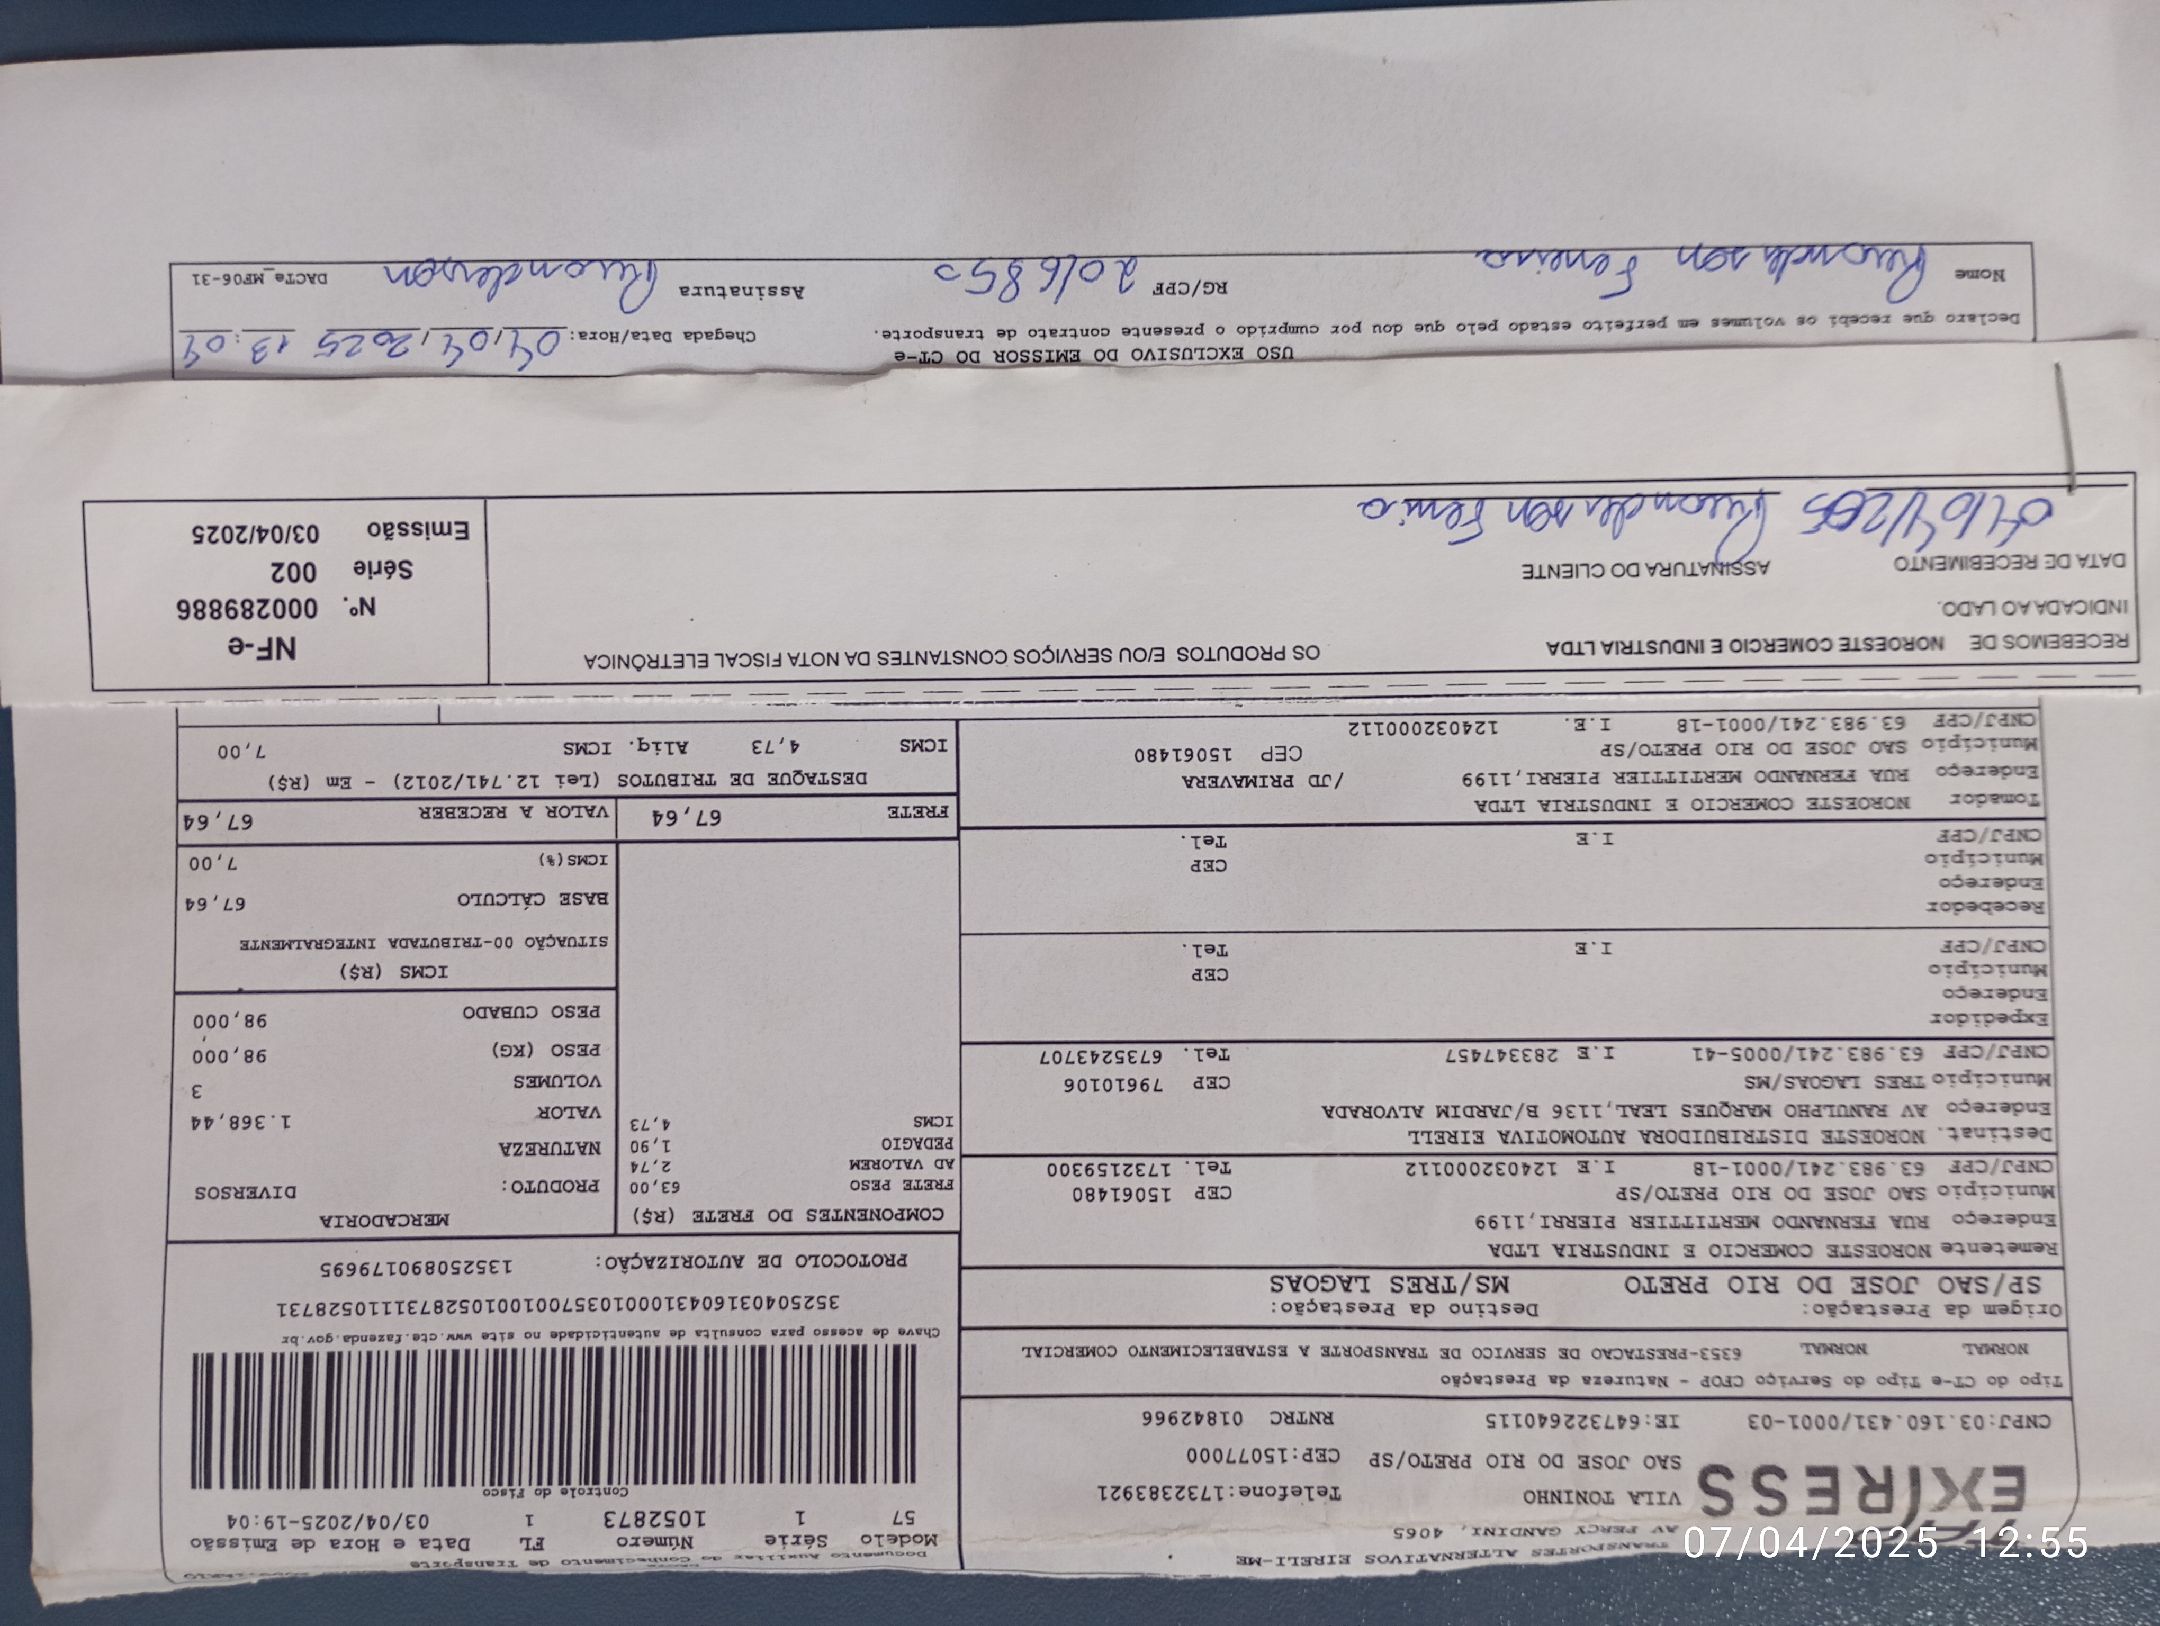 TRANSPORTES ALTERNATIVOS EIRELI-ME
AV PERCY GANDINI, 4065
VILA TONINHO Telefone:1732383921
SAO JOSE DO RIO PRETO/SP CEP:15077000
CNPJ:03.160.431/0001-03 IE:647322640115 RNTRC 01842966
Documento Auxiliar do Conhecimento de Transporte
Modelo Série Número FL Data e Hora de Emissão
57 1 1052873 1 03/04/2025-19:04
Controle do Fisco
Tipo do CT-e Tipo do Serviço CFOP - Natureza da Prestação
NORMAL NORMAL 6353-PRESTACAO DE SERVICO DE TRANSPORTE A ESTABELECIMENTO COMERCIAL
Chave de acesso para consulta de autenticidade no site www.cte.fazenda.gov.br
35250403160431000103570010010528731110528731
Origem da Prestação: Destino da Prestação:
SP/SAO JOSE DO RIO PRETO MS/TRES LAGOAS
PROTOCOLO DE AUTORIZAÇÃO: 135250890179695
Remetente NOROESTE COMERCIO E INDUSTRIA LTDA
Endereço RUA FERNANDO MERTITTIER PIERRI,1199
Município SAO JOSE DO RIO PRETO/SP CEP 15061480
CNPJ/CPF 63.983.241/0001-18 I.E 124032000112 Tel. 1732159300
Destinat. NOROESTE DISTRIBUIDORA AUTOMOTIVA EIRELL
Endereço AV RANULPHO MARQUES LEAL,1136 B/JARDIM ALVORADA
Município TRES LAGOAS/MS CEP 79610106
CNPJ/CPF 63.983.241/0005-41 I.E 283347457 Tel. 6735243707
Expedidor
Endereço
Município CEP
CNPJ/CPF I.E Tel.
Recebedor
Endereço
Município CEP
CNPJ/CPF I.E Tel.
Tomador NOROESTE COMERCIO E INDUSTRIA LTDA
Endereço RUA FERNANDO MERTITTIER PIERRI,1199 /JD PRIMAVERA
Município SAO JOSE DO RIO PRETO/SP CEP 15061480
CNPJ/CPF 63.983.241/0001-18 I.E. 124032000112
COMPONENTES DO FRETE (R$)
FRETE PESO 63,00
AD VALOREM 2,74
PEDAGIO 1,90
ICMS 4,73
MERCADORIA
PRODUTO: DIVERSOS
NATUREZA
VALOR 1.368,44
VOLUMES 3
PESO (KG) 98,000
PESO CUBADO 98,000
ICMS (R$)
SITUAÇÃO 00-TRIBUTADA INTEGRALMENTE
BASE CÁLCULO 67,64
ICMS(%) 7,00
FRETE 67,64 VALOR A RECEBER 67,64
DESTAQUE DE TRIBUTOS (Lei 12.741/2012) - Em (R$)
ICMS 4,73 Aliq. ICMS 7,00
RECEBEMOS DE NOROESTE COMERCIO E INDUSTRIA LTDA OS PRODUTOS E/OU SERVIÇOS CONSTANTES DA NOTA FISCAL ELETRÔNICA
INDICADA AO LADO.
DATA DE RECEBIMENTO ASSINATURA DO CLIENTE
NF-e
Nº. 000289886
Série 002
Emissão 03/04/2025
USO EXCLUSIVO DO EMISSOR DO CT-e
Declaro que recebi os volumes em perfeito estado pelo que dou por cumprido o presente contrato de transporte. Chegada Data/Hora: 04/04/2025 13:04
Nome RG/CPF 2016850 Assinatura DACTe_MF06-31
07/04/2025 12:55